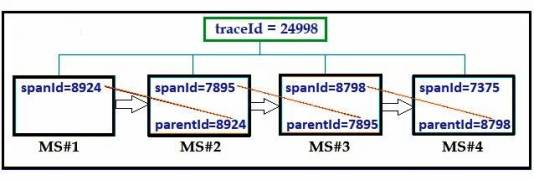 traceId = 24998
spanId=8924
spanId=7895
parentId=8924
spanId=8798
parentId=7895
spanId=7375
parentId=8798
MS#1
MS#2
MS#3
MS#4